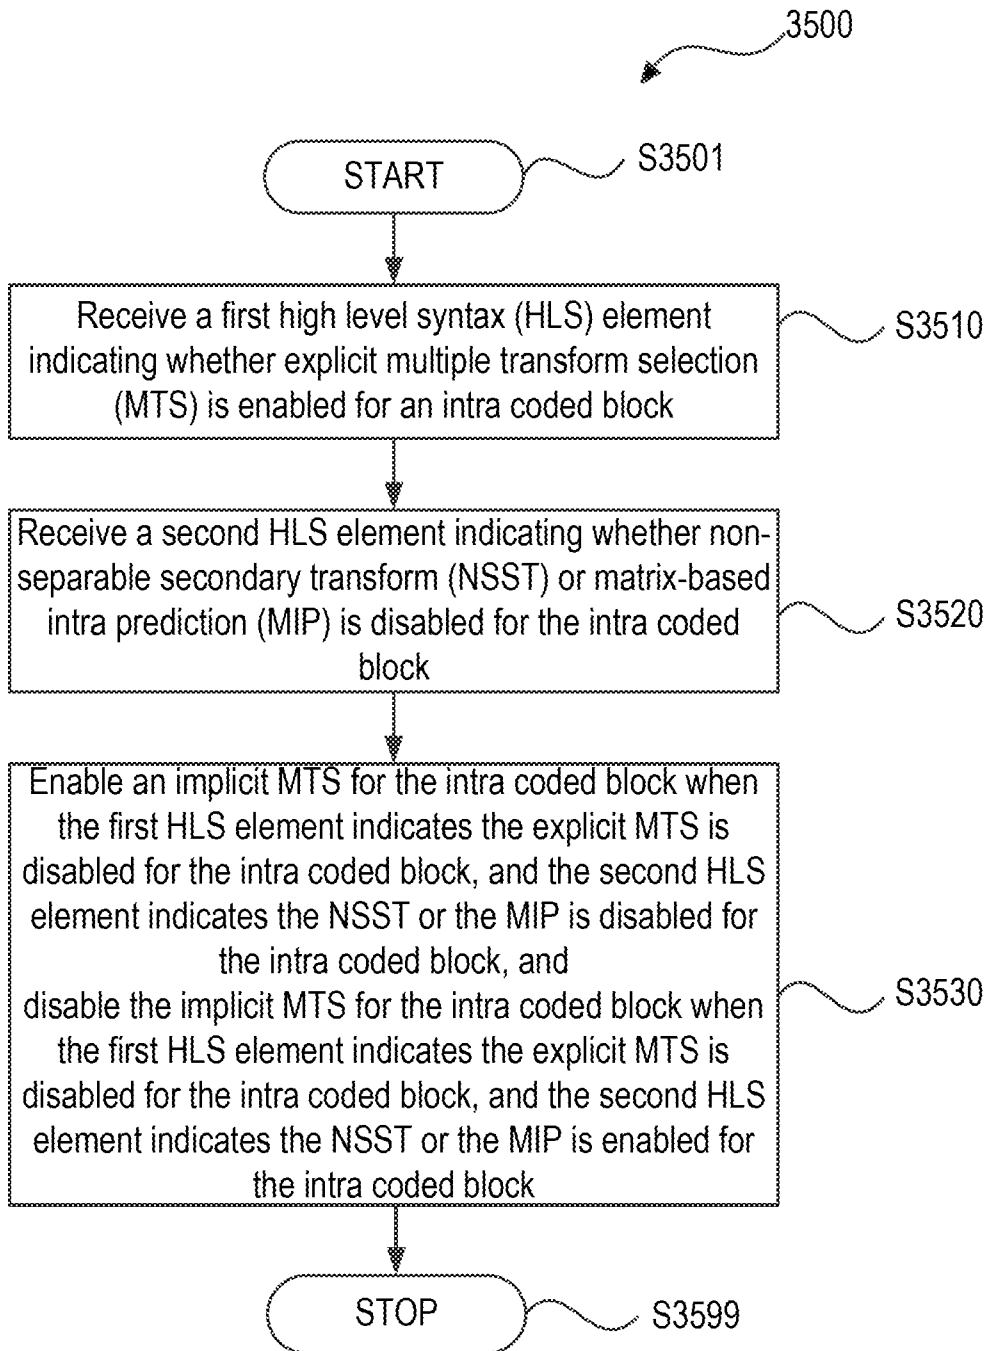 3500
START
S3501
Receive a first high level syntax (HLS) element
indicating whether explicit multiple transform selection
(MTS) is enabled for an intra coded block
S3510
Receive a second HLS element indicating whether non-
separable secondary transform (NSST) or matrix-based
intra prediction (MIP) is disabled for the intra coded
block
S3520
Enable an implicit MTS for the intra coded block when
the first HLS element indicates the explicit MTS is
disabled for the intra coded block, and the second HLS
element indicates the NSST or the MIP is disabled for
the intra coded block, and
disable the implicit MTS for the intra coded block when
the first HLS element indicates the explicit MTS is
disabled for the intra coded block, and the second HLS
element indicates the NSST or the MIP is enabled for
the intra coded block
S3530
STOP
S3599